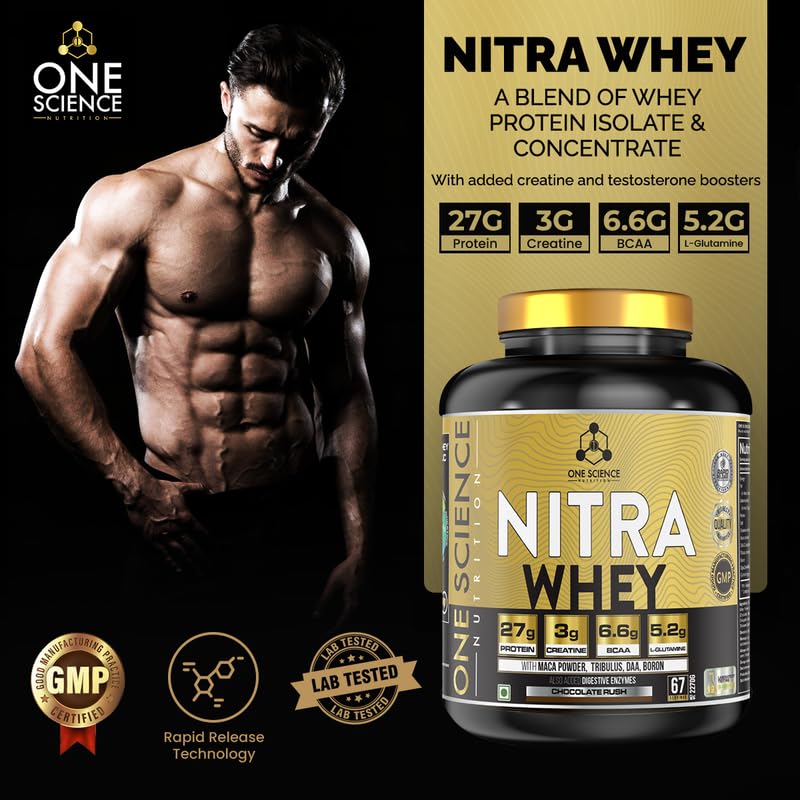 ONE
SCIENCE
NUTRITION
NITRA WHEY
A BLEND OF WHEY
PROTEIN ISOLATE &
CONCENTRATE
With added creatine and testosterone boosters
27G
Protein
3G
Creatine
6.6G
BCAA
5.2G
L-Glutamine
ONE SCIENCE
NUTRITION
ONE SCIENCE
NUTRITION
NITRA
WHEY
27g
PROTEIN
3g
CREATINE
6.6g
BCAA
5.2g
L-GLUTAMINE
WITH MACA POWDER, TRIBULUS, DAA, BORON
ALSO ADDED DIGESTIVE ENZYMES
CHOCOLATE RUSH
67
2270G
QUALITY
GMP
GOOD MANUFACTURING PRACTICE
GMP
CERTIFIED
Rapid Release
Technology
LAB TESTED
LAB TESTED
LAB TESTED